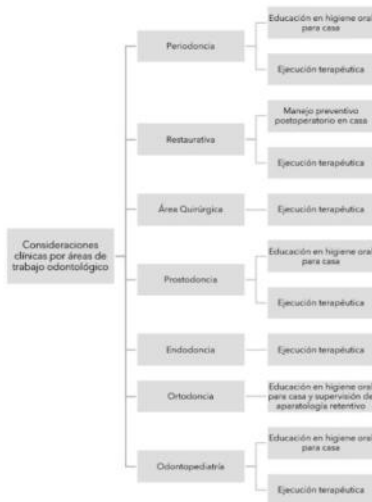 Educación en higiene oral
para casa
Periodoncia
Ejecución terapéutica
Manejo preventivo
postoperatorio en casa
Restaurativa
Ejecución terapéutica
Área Quirúrgica
Ejecución terapéutica
Consideraciones
clínicas por áreas de
trabajo odontológico
Educación en higiene oral
para casa
Prostodoncia
Ejecución terapéutica
Endodoncia
Ejecución terapéutica
Ortodoncia
Educación en higiene oral
para casa y supervisión de
aparatología retentivo
Educación en higiene oral
para casa
Odontopediatría
Ejecución terapéutica